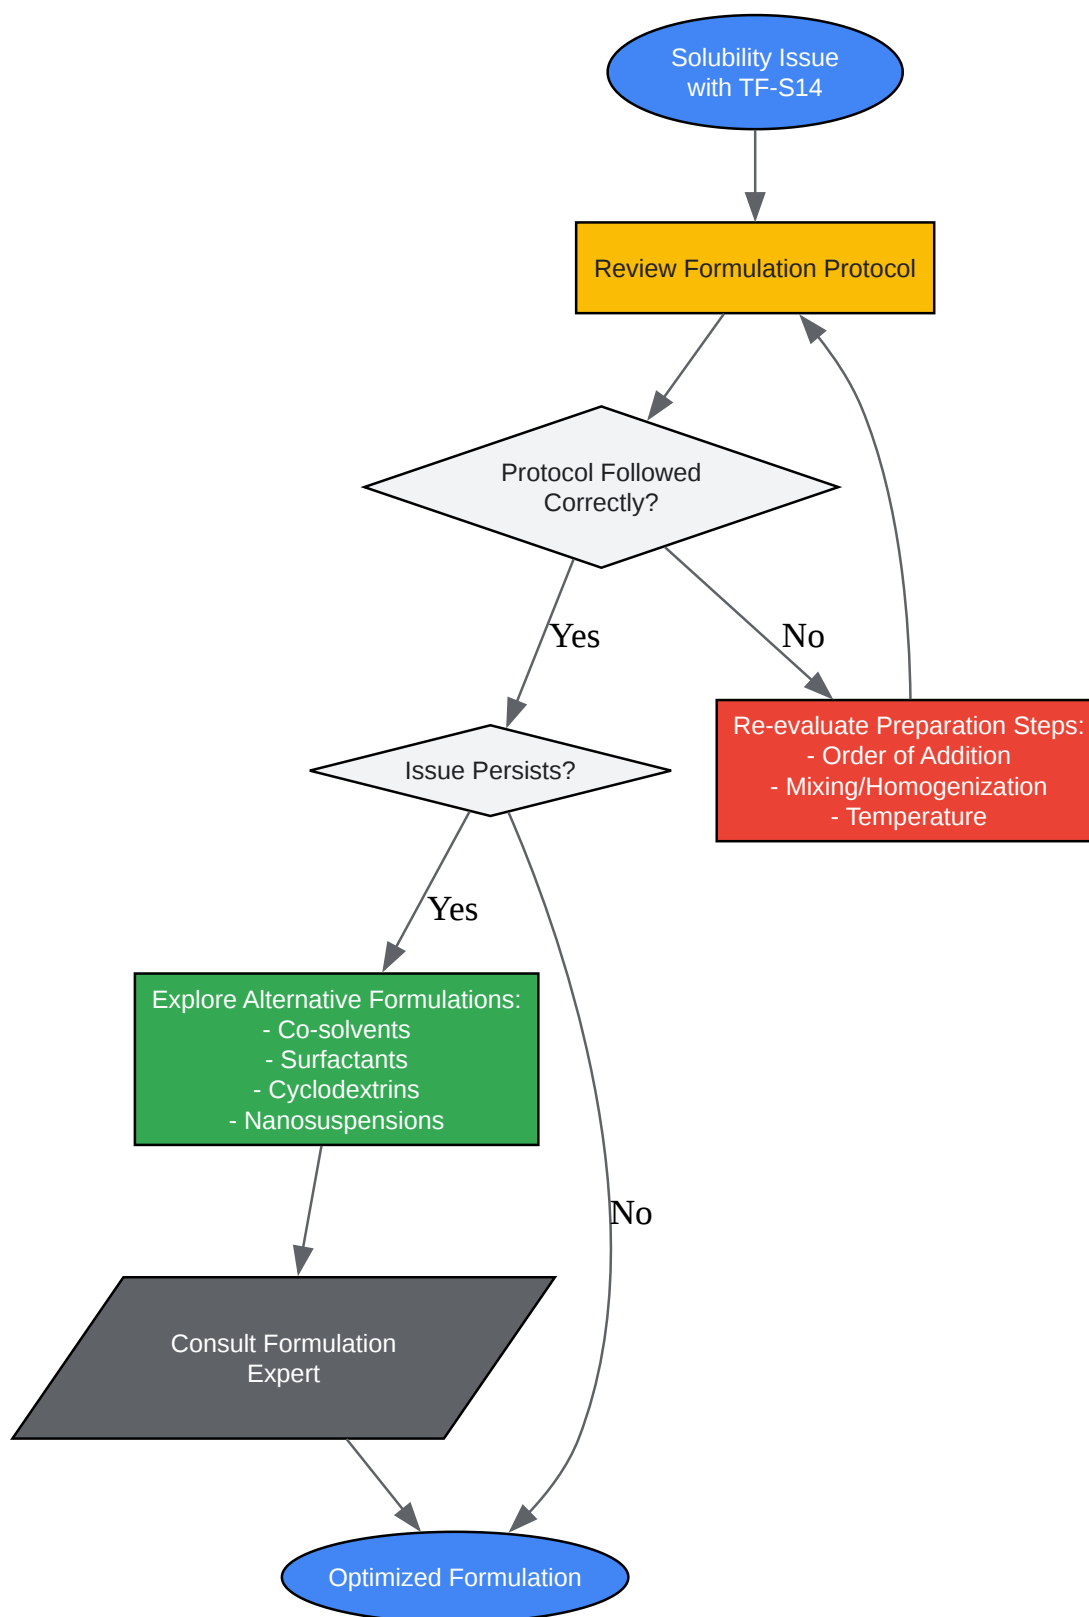 Solubility Issue
with TF-S14
Review Formulation Protocol
Protocol Followed
Correctly?
Yes
No
Re-evaluate Preparation Steps:
- Order of Addition
- Mixing/Homogenization
- Temperature
Issue Persists?
Yes
Explore Alternative Formulations:
- Co-solvents
- Surfactants
- Cyclodextrins
- Nanosuspensions
No
Consult Formulation
Expert
Optimized Formulation